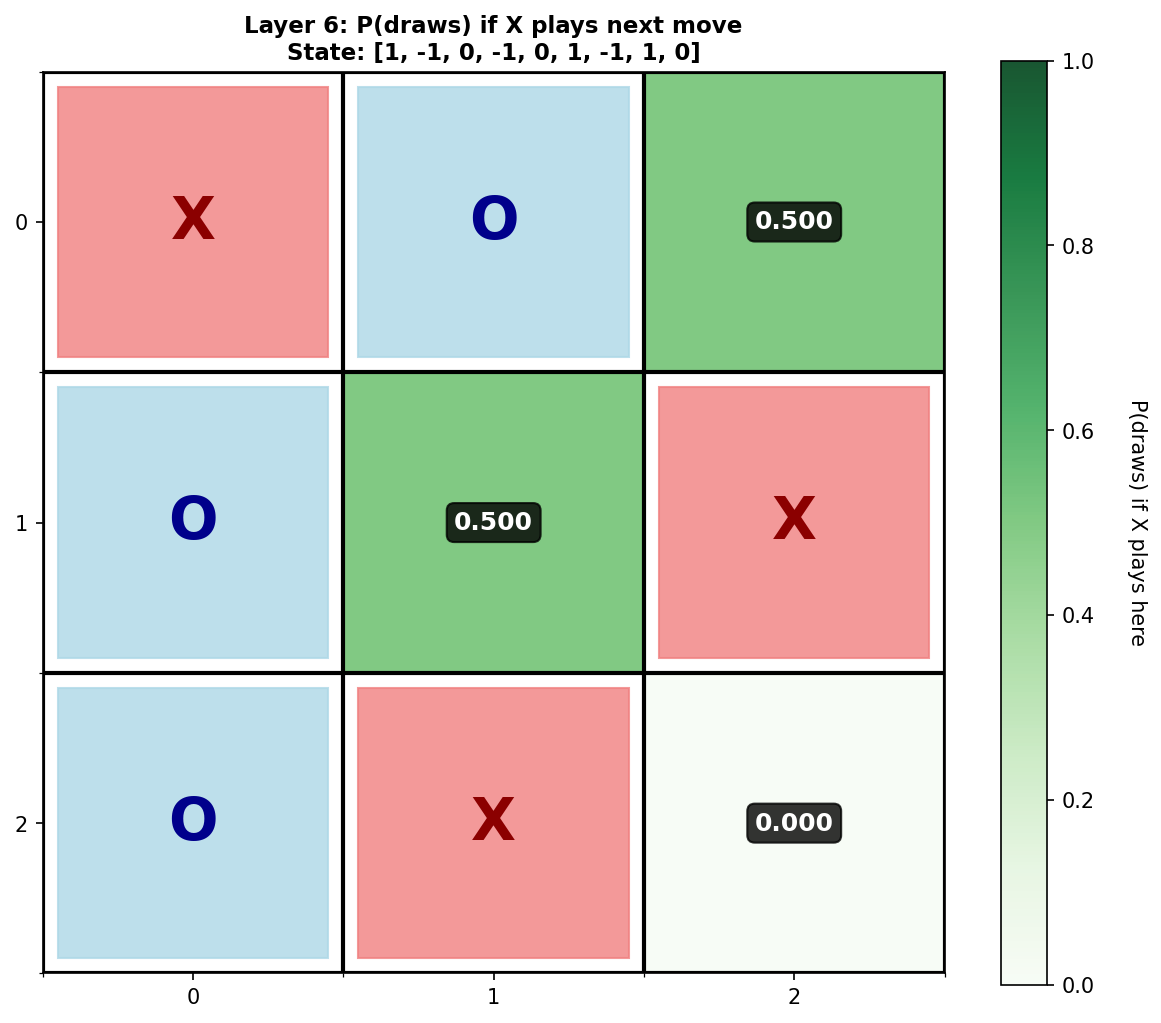 Layer 6: P(draws) if X plays next move
State: [1, -1, 0, -1, 0, 1, -1, 1, 0]
0
X
O
0.500
1
O
0.500
X
2
O
X
0.000
0
1
2
1.0
0.8
0.6
0.4
0.2
0.0
P(draws) if X plays here